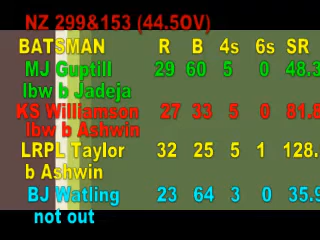 NZ 299&153 (44.5OV)
BATSMAN R B 4s 6s SR
MJ Guptill 29 60 5 0 48.3
lbw b Jadeja
KS Williamson 27 33 5 0 81.8
lbw b Ashwin
LRPL Taylor 32 25 5 1 128.
b Ashwin
BJ Watling 23 64 3 0 35.9
not out